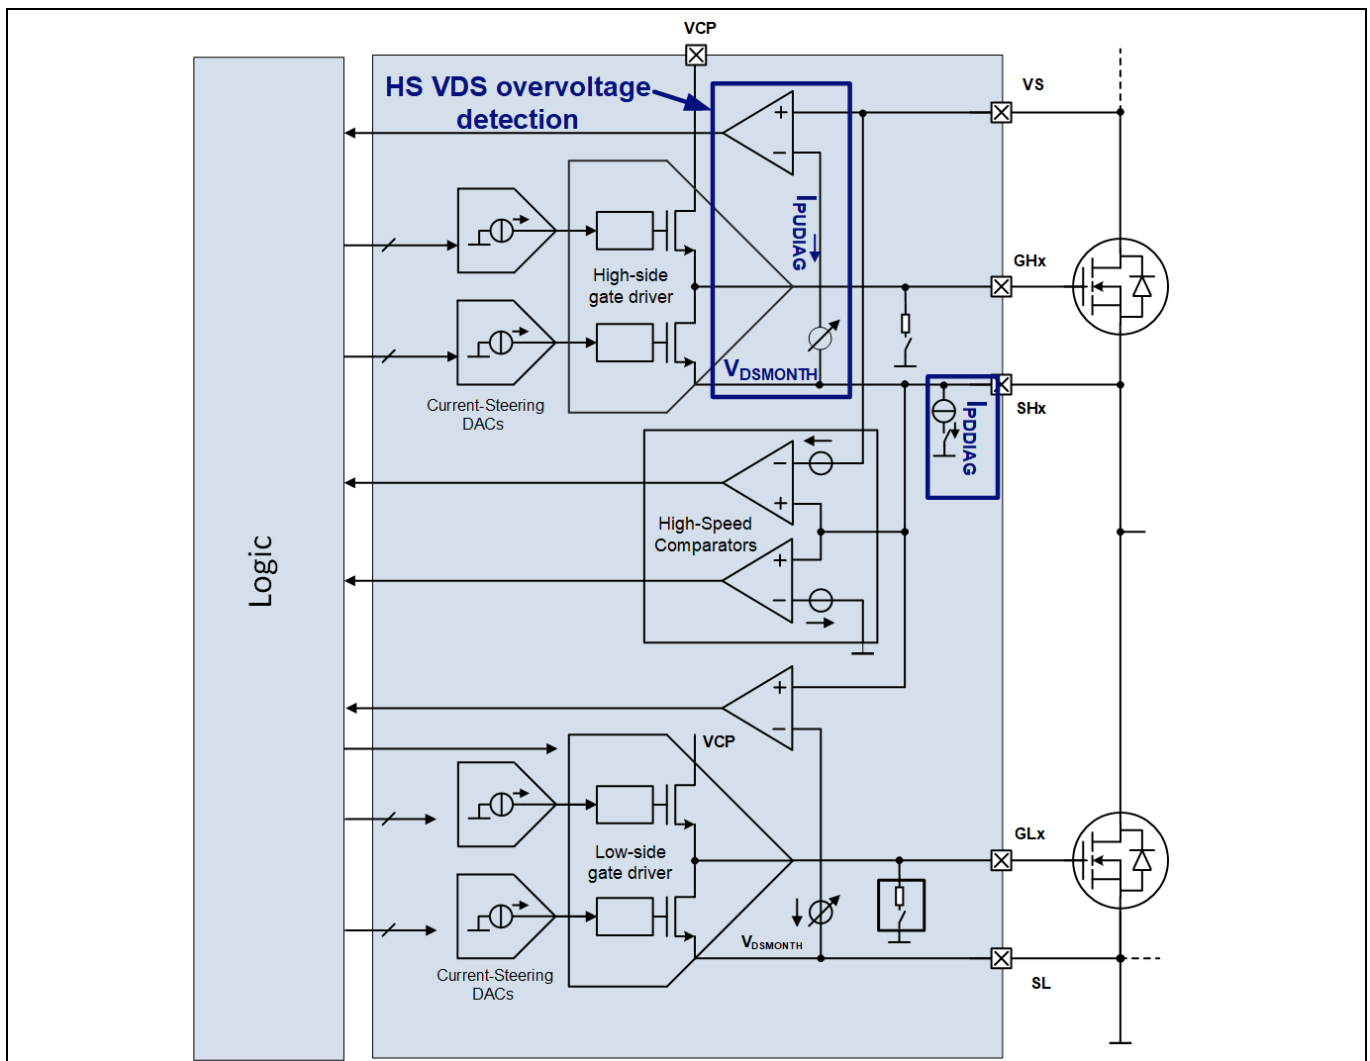 VCP
HS VDS overvoltage
detection
VS
+
−
IPUDIAG
High-side
gate driver
GHx
VDSMONTH
Current-Steering
DACs
IPDDIAG
SHx
−
+
High-Speed
Comparators
+
−
Logic
+
−
VCP
GLx
Low-side
gate driver
VDSMONTH
Current-Steering
DACs
SL